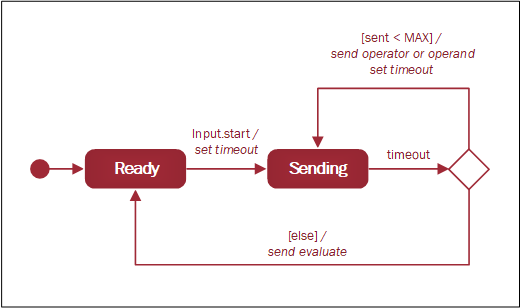 [sent < MAX] /
send operator or operand
set timeout
Input.start /
set timeout
timeout
Ready
Sending
[else] /
send evaluate